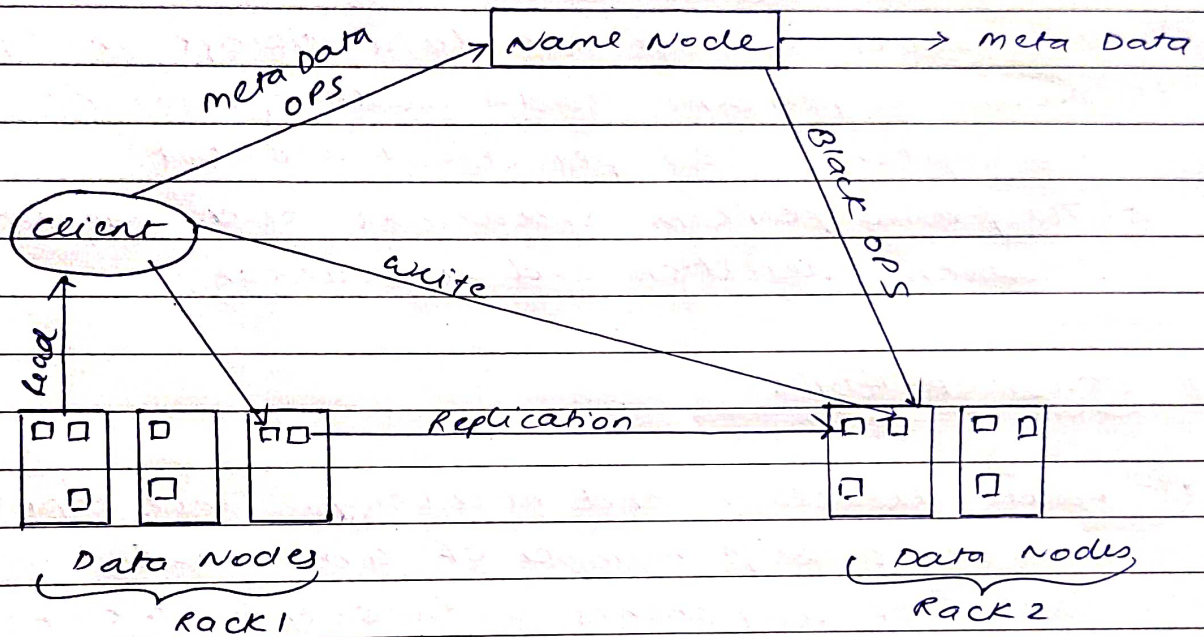 Name Node
meta Data
meta Data
OPS
Black OPS
client
write
Read
Replication
Data Nodes
Data Nodes
Rack 1
Rack 2